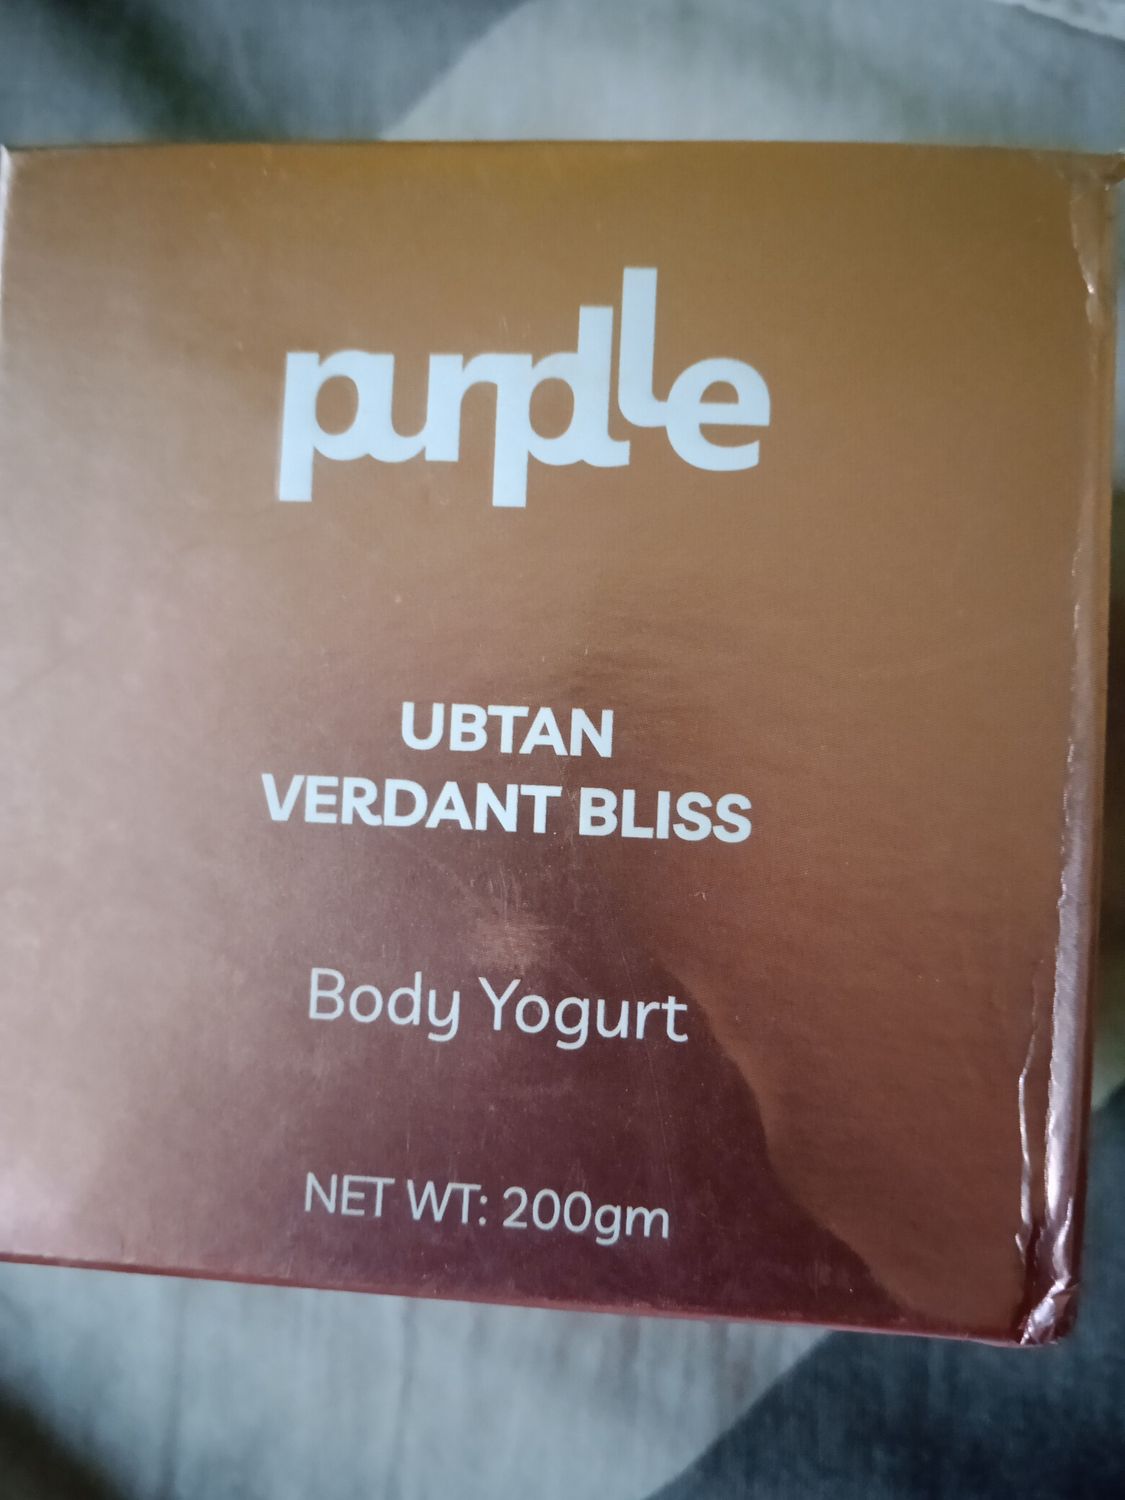 purplle
UBTAN
VERDANT BLISS
Body Yogurt
NET WT: 200gm